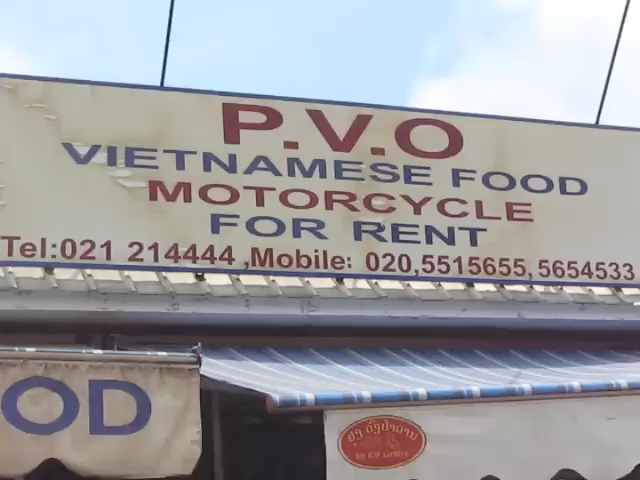 P.V.O
VIETNAMESE FOOD
MOTORCYCLE
FOR RENT
Tel:021 214444 ,Mobile: 020,5515655, 5654533
OD